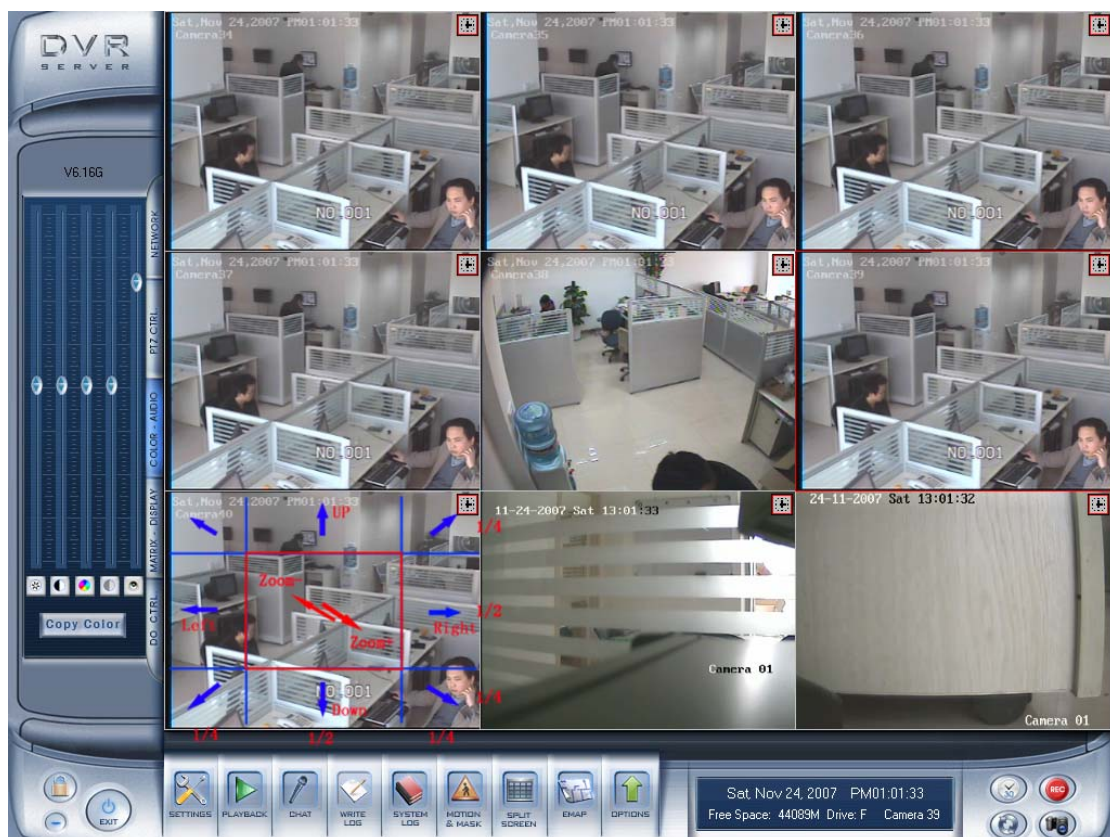 DVR
SERVER
V6.16G
NETWORK
PTZ CTRL
COLOR - AUDIO
MATRIX - DISPLAY
DO CTRL
Copy Color
Sat,Nov 24,2007 PM01:01:33
Camera34
NO.001
Sat,Nov 24,2007 PM01:01:33
Camera35
NO.001
Sat,Nov 24,2007 PM01:01:33
Camera36
NO.001
Sat,Nov 24,2007 PM01:01:33
Camera37
NO.001
Sat,Nov 24,2007 PM01:01:33
Camera38
Sat,Nov 24,2007 PM01:01:33
Camera39
NO.001
Sat,Nov 24,2007 PM01:01:33
Camera40
UP
1/4
Zoom-
Left
1/2
Right
Zoom-
NO.001
Down
1/4
1/4
1/2
1/4
11-24-2007 Sat 13:01:33
Camera 01
24-11-2007 Sat 13:01:32
Camera 01
EXIT
SETTINGS
PLAYBACK
CHAT
WRITE LOG
SYSTEM LOG
MOTION & MASK
SPLIT SCREEN
EMAP
OPTIONS
Sat, Nov 24, 2007 PM01:01:33
Free Space: 44089M Drive: F Camera 39
REC